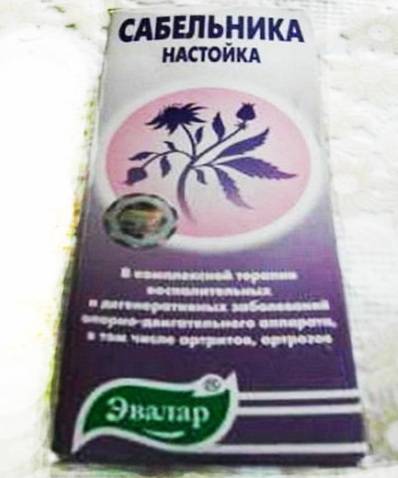 САБЕЛЬНИКА
НАСТОЙКА
В комплексной терапии
воспалительных
и дегенеративных заболеваний
опорно-двигательного аппарата,
в том числе артритов, артрозов
Эвалар ®